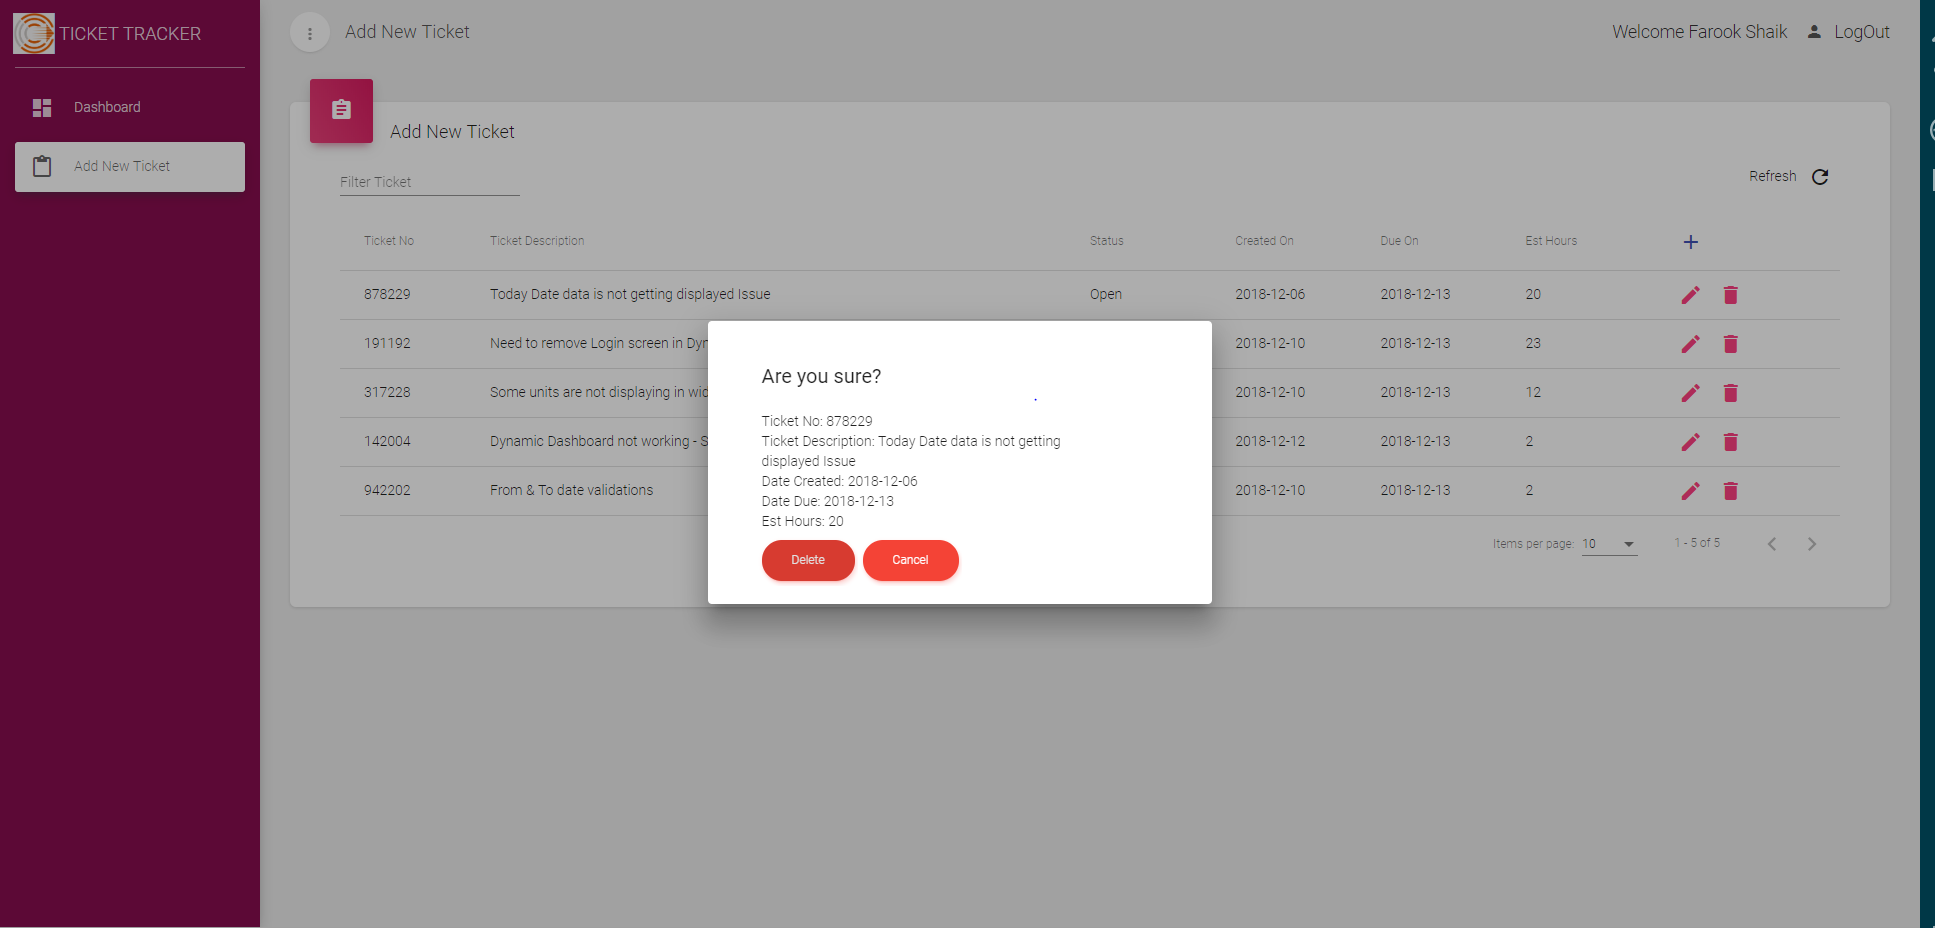 TICKET TRACKER
Dashboard
Add New Ticket
Add New Ticket
Welcome Farook Shaik LogOut
Add New Ticket
Filter Ticket
Refresh
Ticket No Ticket Description Status Created On Due On Est Hours
878229 Today Date data is not getting displayed Issue Open 2018-12-06 2018-12-13 20
191192 Need to remove Login screen in 2018-12-10 2018-12-13 23
317228 Some units are not displaying in 2018-12-10 2018-12-13 12
142004 Dynamic Dashboard not working - 2018-12-12 2018-12-13 2
942202 From & To date validations 2018-12-10 2018-12-13 2
Items per page: 10 1 - 5 of 5
Are you sure?
Ticket No: 878229
Ticket Description: Today Date data is not getting
displayed Issue
Date Created: 2018-12-06
Date Due: 2018-12-13
Est Hours: 20
Delete Cancel